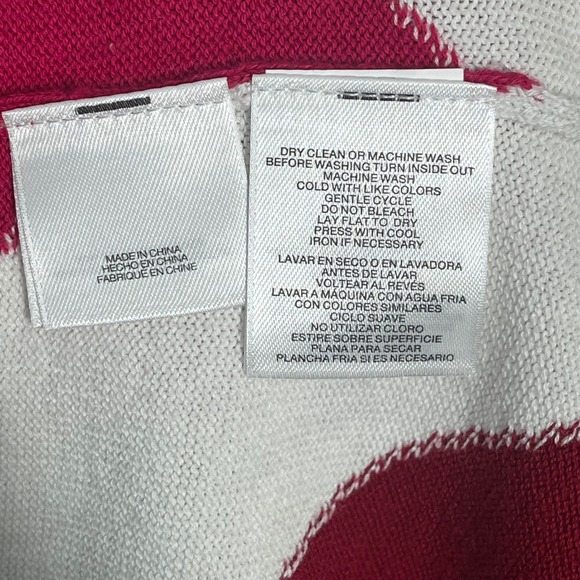 MADE IN CHINA
HECHO EN CHINA
FABRIQUÉ EN CHINE
DRY CLEAN OR MACHINE WASH
BEFORE WASHING TURN INSIDE OUT
MACHINE WASH
COLD WITH LIKE COLORS
GENTLE CYCLE
DO NOT BLEACH
LAY FLAT TO DRY
PRESS WITH COOL
IRON IF NECESSARY
LAVAR EN SECO O EN LAVADORA
ANTES DE LAVAR
VOLTEAR AL REVÉS
LAVAR A MÁQUINA CON AGUA FRIA
CON COLORES SIMILARES
CICLO SUAVE
NO UTILIZAR CLORO
ESTIRE SOBRE SUPERFICIE
PLANA PARA SECAR
PLANCHA FRIA SI ES NECESARIO